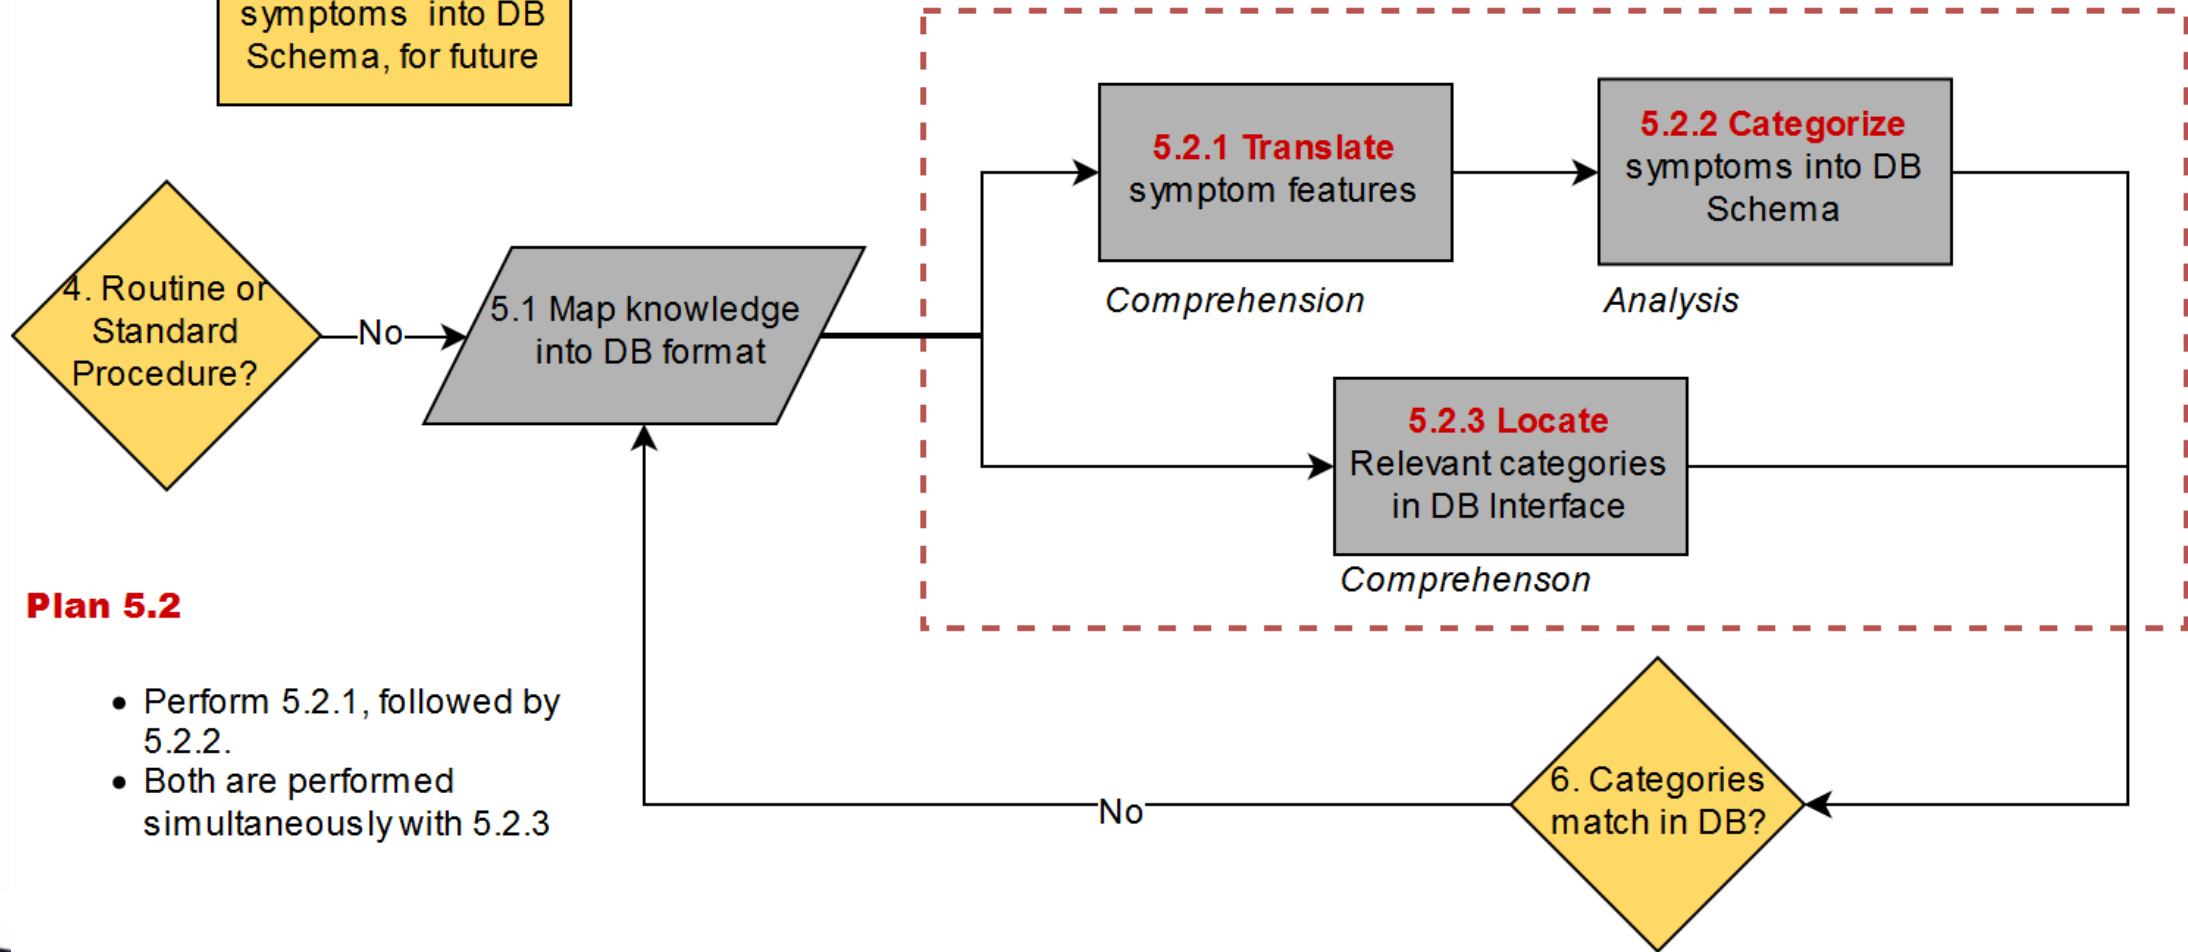 symptoms into DB
Schema, for future
5.2.1 Translate
symptom features
Comprehension
5.2.2 Categorize
symptoms into DB
Schema
Analysis
4. Routine or
Standard
Procedure?
No
5.1 Map knowledge
into DB format
5.2.3 Locate
Relevant categories
in DB Interface
Comprehenson
Plan 5.2
• Perform 5.2.1, followed by
5.2.2.
• Both are performed
simultaneously with 5.2.3
No
6. Categories
match in DB?